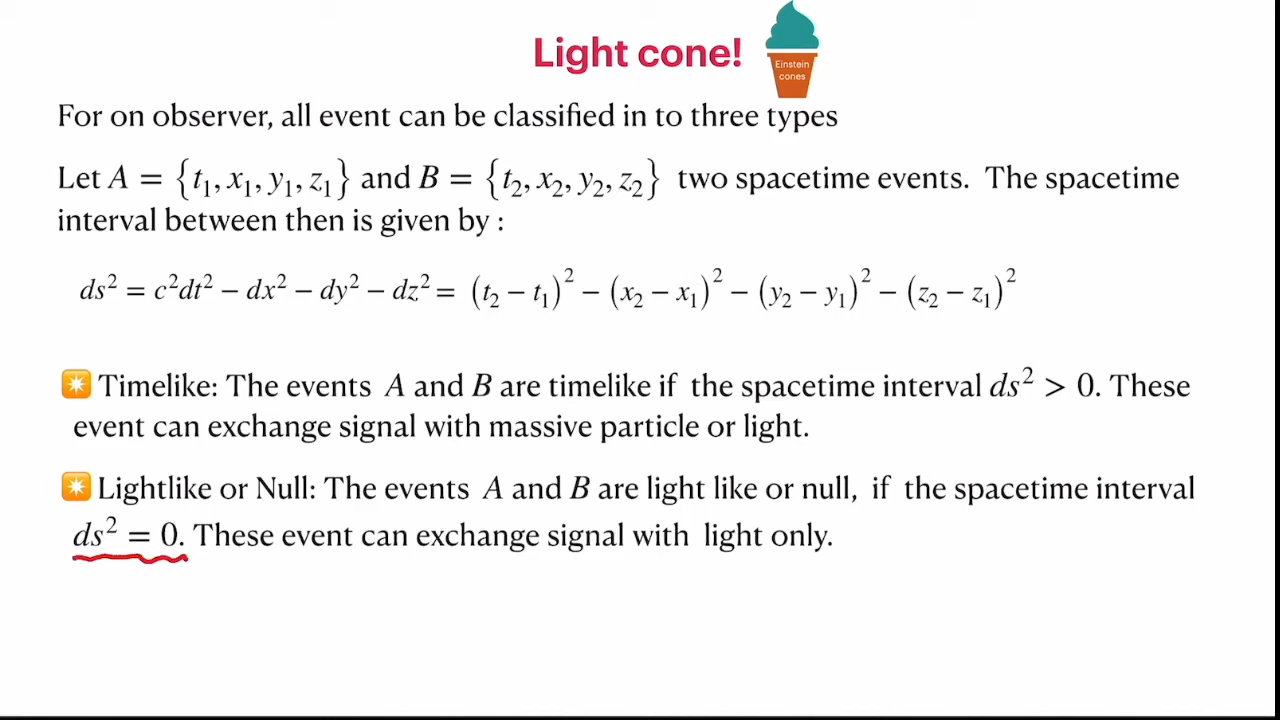 Light cone!
Einstein
cones
For on observer, all event can be classified in to three types
Let A = {t₁, x₁, y₁, z₁} and B = {t₂, x₂, y₂, z₂} two spacetime events. The spacetime
interval between then is given by :
ds² = c²dt² − dx² − dy² − dz² = (t₂ − t₁)² − (x₂ − x₁)² − (y₂ − y₁)² − (z₂ − z₁)²
Timelike: The events A and B are timelike if the spacetime interval ds² > 0. These
event can exchange signal with massive particle or light.
Lightlike or Null: The events A and B are light like or null, if the spacetime interval
ds² = 0. These event can exchange signal with light only.